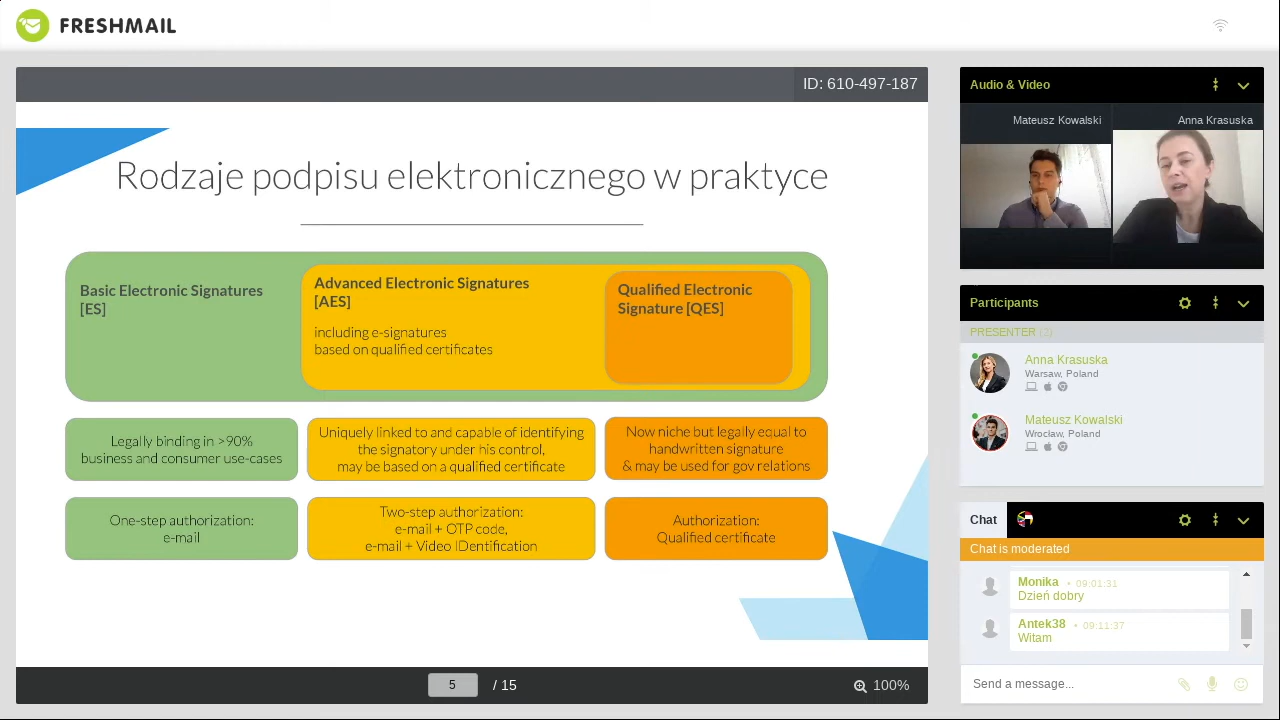 FRESHMAIL
ID: 610-497-187
Rodzaje podpisu elektronicznego w praktyce
Basic Electronic Signatures
[ES]
Advanced Electronic Signatures
[AES]
including e-signatures
based on qualified certificates
Qualified Electronic
Signature [QES]
Legally binding in >90%
business and consumer use-cases
Uniquely linked to and capable of identifying
the signatory under his control,
may be based on a qualified certificate
Now niche but legally equal to
handwritten signature
& may be used for gov relations
One-step authorization:
e-mail
Two-step authorization:
e-mail + OTP code,
e-mail + Video IDentification
Authorization:
Qualified certificate
5 / 15
100%
Audio & Video
Mateusz Kowalski
Anna Krasuska
Participants
PRESENTER (2)
Anna Krasuska
Warsaw, Poland
Mateusz Kowalski
Wrocław, Poland
Chat
Chat is moderated
Monika • 09:01:31
Dzień dobry
Antek38 • 09:11:37
Witam
Send a message...